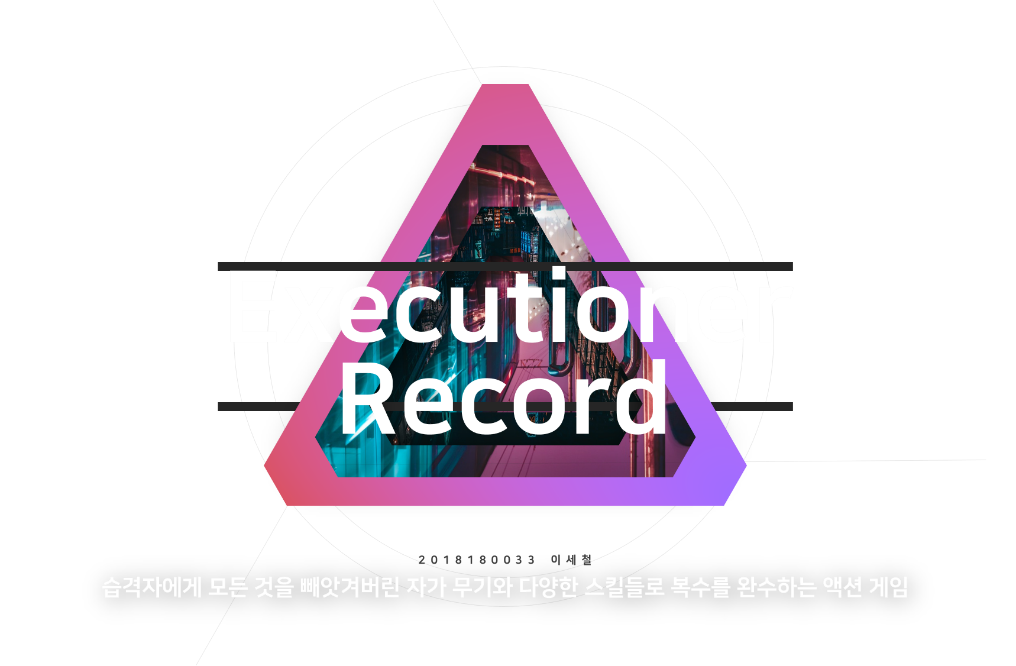 ecution
Record
2018180033 이세철
습격자에게 모든 것을 빼앗겨버린 자가 무기와 다양한 스킬들로 복수를 완수하는 액션 게임